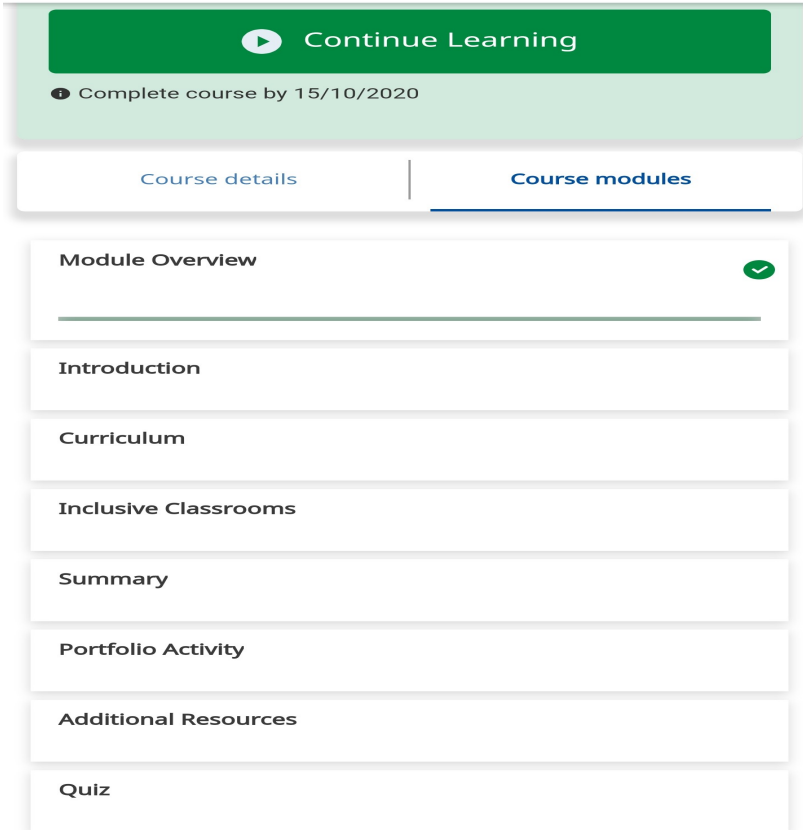 Continue Learning
Complete course by 15/10/2020
Course details
Course modules
Module Overview
Introduction
Curriculum
Inclusive Classrooms
Summary
Portfolio Activity
Additional Resources
Quiz